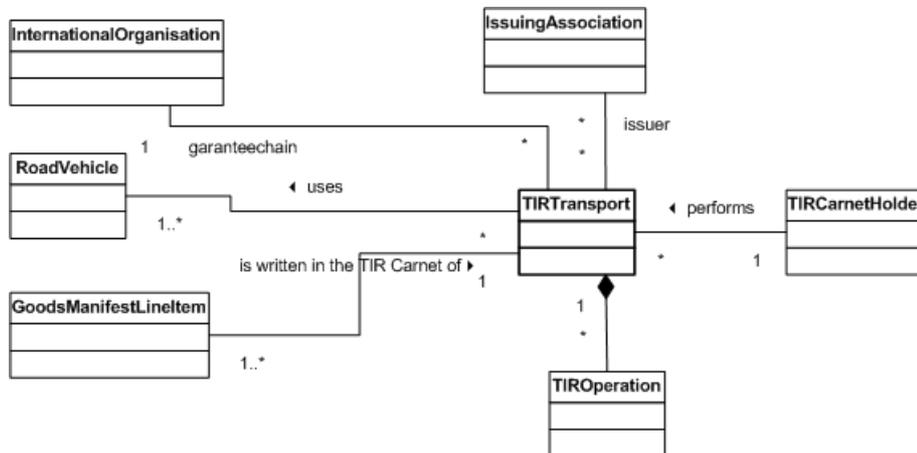 IssuingAssociation
InternationalOrganisation
*
issuer
1
garanteechain
*
*
RoadVehicle
◄ uses
1..*
TIRTransport
◄ performs
TIRCarnetHolde
*
is written in the TIR Carnet of ►
1
*
1
GoodsManifestLineItem
1
*
1..*
TIROperation